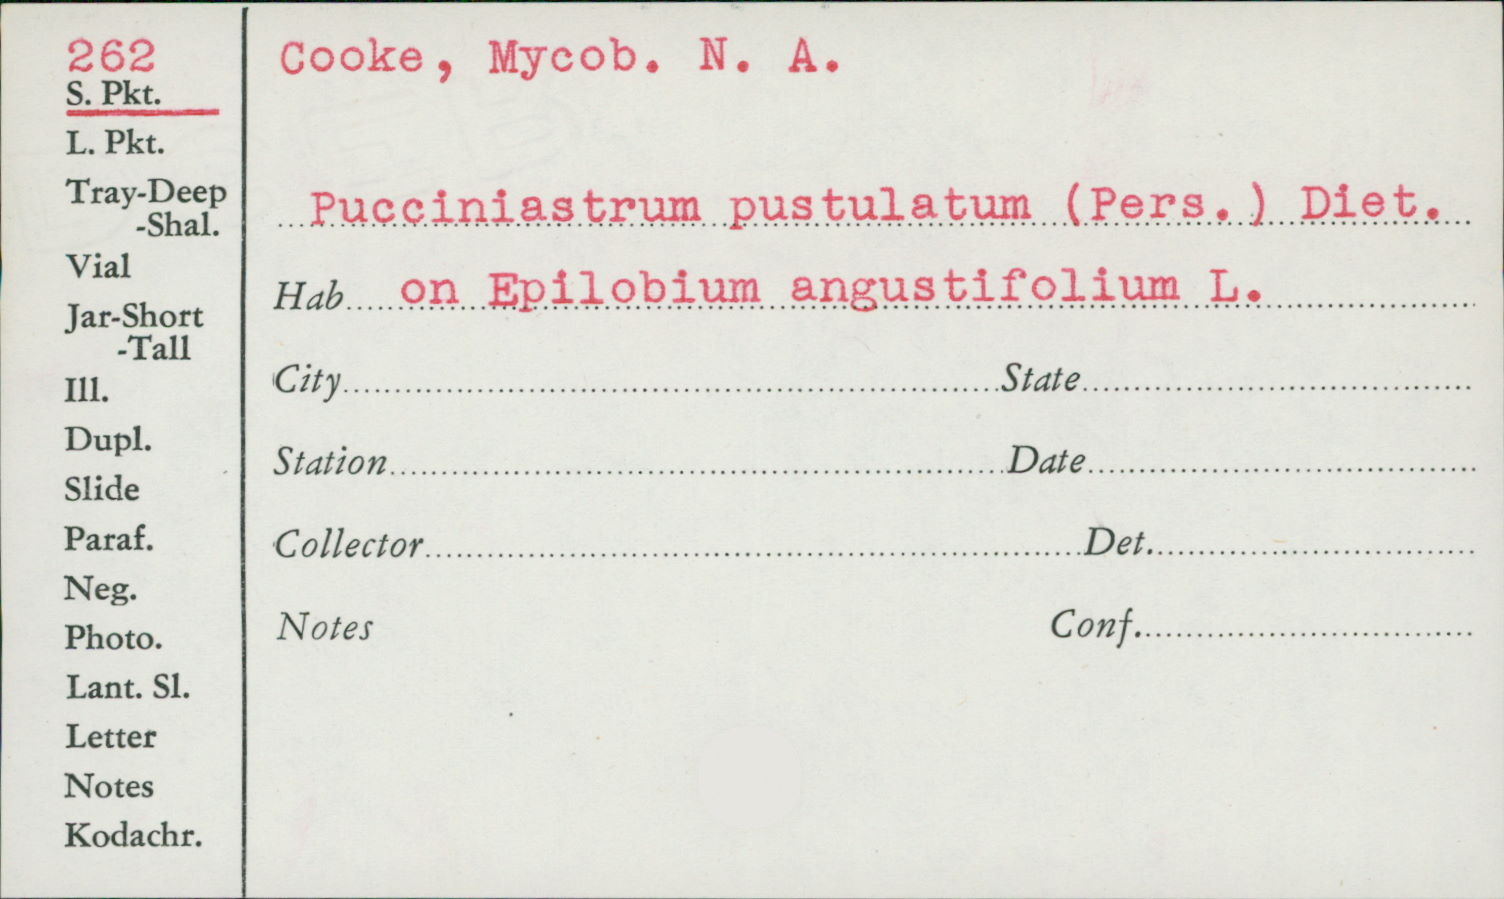 262
S. Pkt.
L. Pkt.
Tray-Deep
-Shal.
Vial
Jar-Short
-Tall
Ill.
Dupl.
Slide
Paraf.
Neg.
Photo.
Lant. Sl.
Letter
Notes
Kodachr.
Cooke, Mycob. N. A.
Pucciniastrum pustulatum (Pers.) Diet.
Hab. on Epilobium angustifolium L.
City State
Station Date
Collector Det.
Notes Conf.